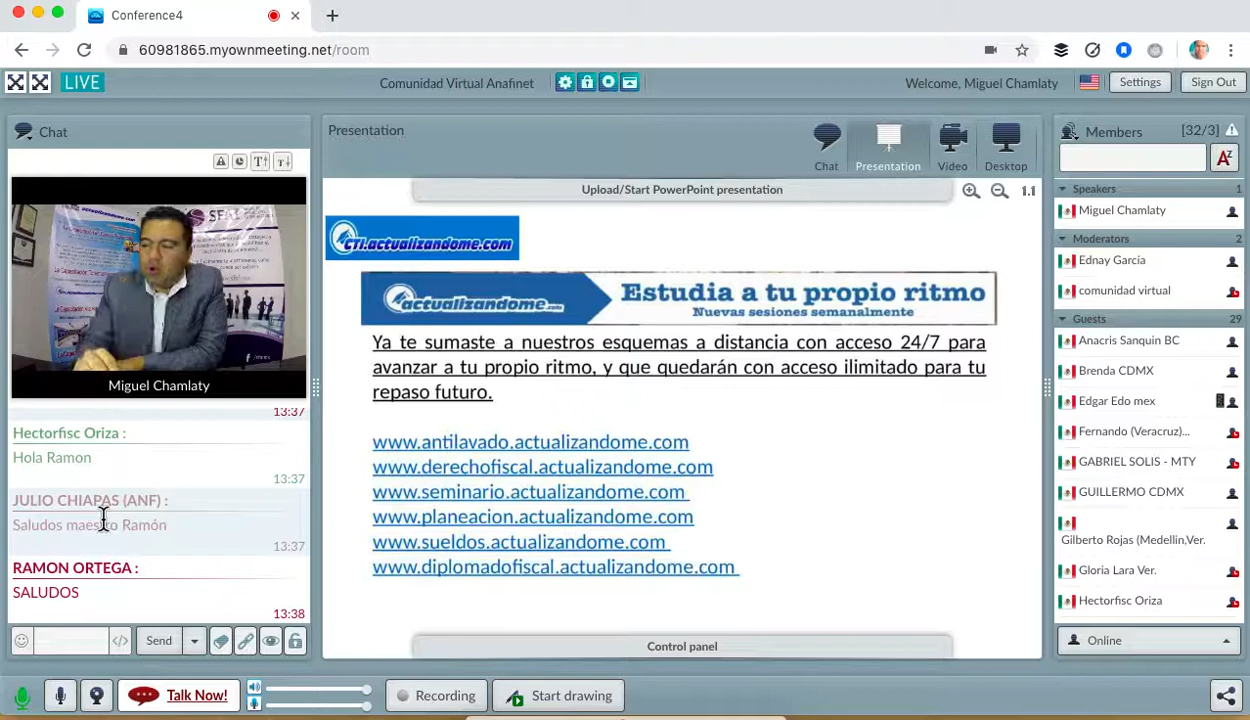 Conference4
60981865.myownmeeting.net/room
LIVE
Comunidad Virtual Anafinet
Welcome, Miguel Chamlaty
Settings
Sign Out
Chat
actualizandome.com
Miguel Chamlaty
13:37
Hectorfisc Oriza :
Hola Ramon
13:37
JULIO CHIAPAS (ANF) :
Saludos maestro Ramón
13:37
RAMON ORTEGA :
SALUDOS
13:38
Send
Presentation
Chat
Presentation
Video
Desktop
Upload/Start PowerPoint presentation
1.1
CTI.actualizandome.com
actualizandome.com
Estudia a tu propio ritmo
Nuevas sesiones semanalmente
Ya te sumaste a nuestros esquemas a distancia con acceso 24/7 para
avanzar a tu propio ritmo, y que quedarán con acceso ilimitado para tu
repaso futuro.
www.antilavado.actualizandome.com
www.derechofiscal.actualizandome.com
www.seminario.actualizandome.com
www.planeacion.actualizandome.com
www.sueldos.actualizandome.com
www.diplomadofiscal.actualizandome.com
Control panel
Members
[32/3]
Speakers 1
Miguel Chamlaty
Moderators 2
Ednay García
comunidad virtual
Guests 29
Anacris Sanquin BC
Brenda CDMX
Edgar Edo mex
Fernando (Veracruz)...
GABRIEL SOLIS - MTY
GUILLERMO CDMX
Gilberto Rojas (Medellin,Ver.
Gloria Lara Ver.
Hectorfisc Oriza
Online
Talk Now!
Recording
Start drawing